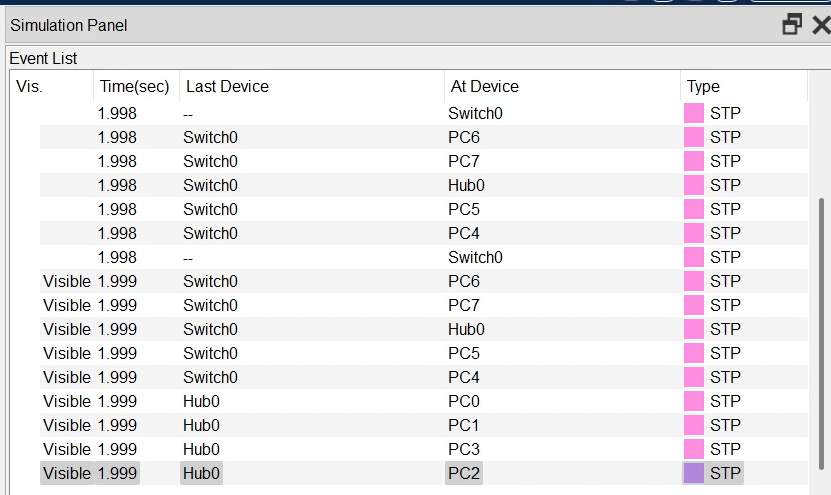 Simulation Panel
Event List
Vis. Time(sec) Last Device At Device Type
1.998 -- Switch0 STP
1.998 Switch0 PC6 STP
1.998 Switch0 PC7 STP
1.998 Switch0 Hub0 STP
1.998 Switch0 PC5 STP
1.998 Switch0 PC4 STP
1.998 -- Switch0 STP
Visible 1.999 Switch0 PC6 STP
Visible 1.999 Switch0 PC7 STP
Visible 1.999 Switch0 Hub0 STP
Visible 1.999 Switch0 PC5 STP
Visible 1.999 Switch0 PC4 STP
Visible 1.999 Hub0 PC0 STP
Visible 1.999 Hub0 PC1 STP
Visible 1.999 Hub0 PC3 STP
Visible 1.999 Hub0 PC2 STP